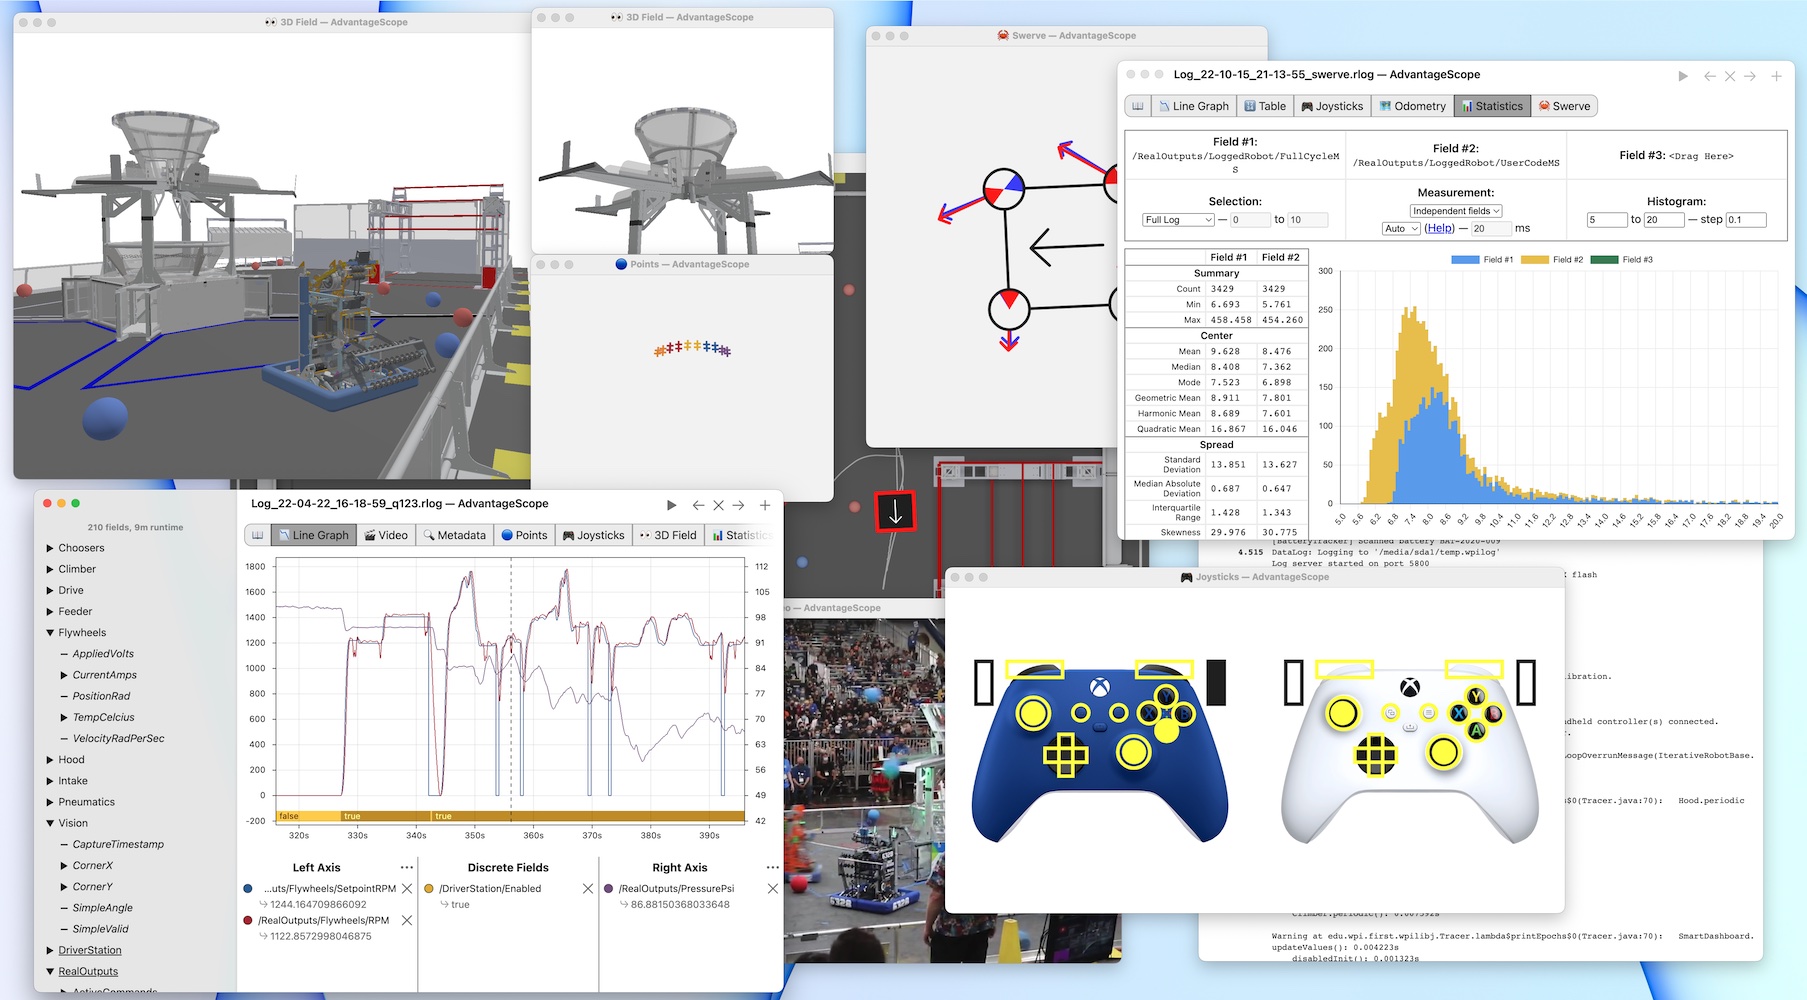 👀 3D Field — AdvantageScope
👀 3D Field — AdvantageScope
🔵 Points — AdvantageScope
🦀 Swerve — AdvantageScope
Log_22-10-15_21-13-55_swerve.rlog — AdvantageScope
📖 📉 Line Graph 🔢 Table 🎮 Joysticks 🗺 Odometry 📊 Statistics 🦀 Swerve
Field #1:
/RealOutputs/LoggedRobot/FullCycleM
S
Field #2:
/RealOutputs/LoggedRobot/UserCodeMS
Field #3: <Drag Here>
Selection:
Full Log — 0 to 10
Measurement:
Independent fields
Auto (Help) — 20 ms
Histogram:
5 to 20 — step 0.1
Field #1 Field #2
Summary
Count 3429 3429
Min 6.693 5.761
Max 458.458 454.260
Center
Mean 9.628 8.476
Median 8.408 7.362
Mode 7.523 6.898
Geometric Mean 8.911 7.801
Harmonic Mean 8.689 7.601
Quadratic Mean 16.867 16.046
Spread
Standard
Deviation 13.851 13.627
Median Absolute
Deviation 0.687 0.647
Interquartile
Range 1.428 1.343
Skewness 29.976 30.775
Field #1 Field #2 Field #3
300
250
200
150
100
50
0
5.0 5.6 6.2 6.8 7.4 8.0 8.6 9.2 9.8 10.4 11.0 11.6 12.2 12.8 13.4 14.0 14.6 15.2 15.8 16.4 17.0 17.6 18.2 18.8 19.4 20.0
Log_22-04-22_16-18-59_q123.rlog — AdvantageScope
210 fields, 9m runtime
Choosers
Climber
Drive
Feeder
Flywheels
AppliedVolts
CurrentAmps
PositionRad
TempCelcius
VelocityRadPerSec
Hood
Intake
Pneumatics
Vision
CaptureTimestamp
CornerX
CornerY
SimpleAngle
SimpleValid
DriverStation
RealOutputs
ActiveCommands
📖 📉 Line Graph 🎬 Video 🔍 Metadata 🔵 Points 🎮 Joysticks 👀 3D Field 📊 Statistics
1800 112
1600 105
1400 98
1200 91
1000 84
800 77
600 70
400 63
200 56
0 49
-200 42
false true true
320s 330s 340s 350s 360s 370s 380s 390s
Left Axis
...uts/Flywheels/SetpointRPM
1244.164709866092
/RealOutputs/Flywheels/RPM
1122.8572998046875
Discrete Fields
/DriverStation/Enabled
true
Right Axis
/RealOutputs/PressurePsi
86.88150368033648
— AdvantageScope
6328
🎮 Joysticks — AdvantageScope
Y
X B
Y
X
A
[BatteryTracker] Scanned battery BAT-2020-009
4.515 DataLog: Logging to '/media/sda1/temp.wpilog'
Log server started on port 5800
flash
ibration.
ndheld controller(s) connected.
LoopOverrunMessage(IterativeRobotBase.
s$0(Tracer.java:70): Hood.periodic
Climber.periodic(): 0.007592s
Warning at edu.wpi.first.wpilibj.Tracer.lambda$printEpochs$0(Tracer.java:70): SmartDashboard.
updateValues(): 0.004223s
disabledInit(): 0.001323s